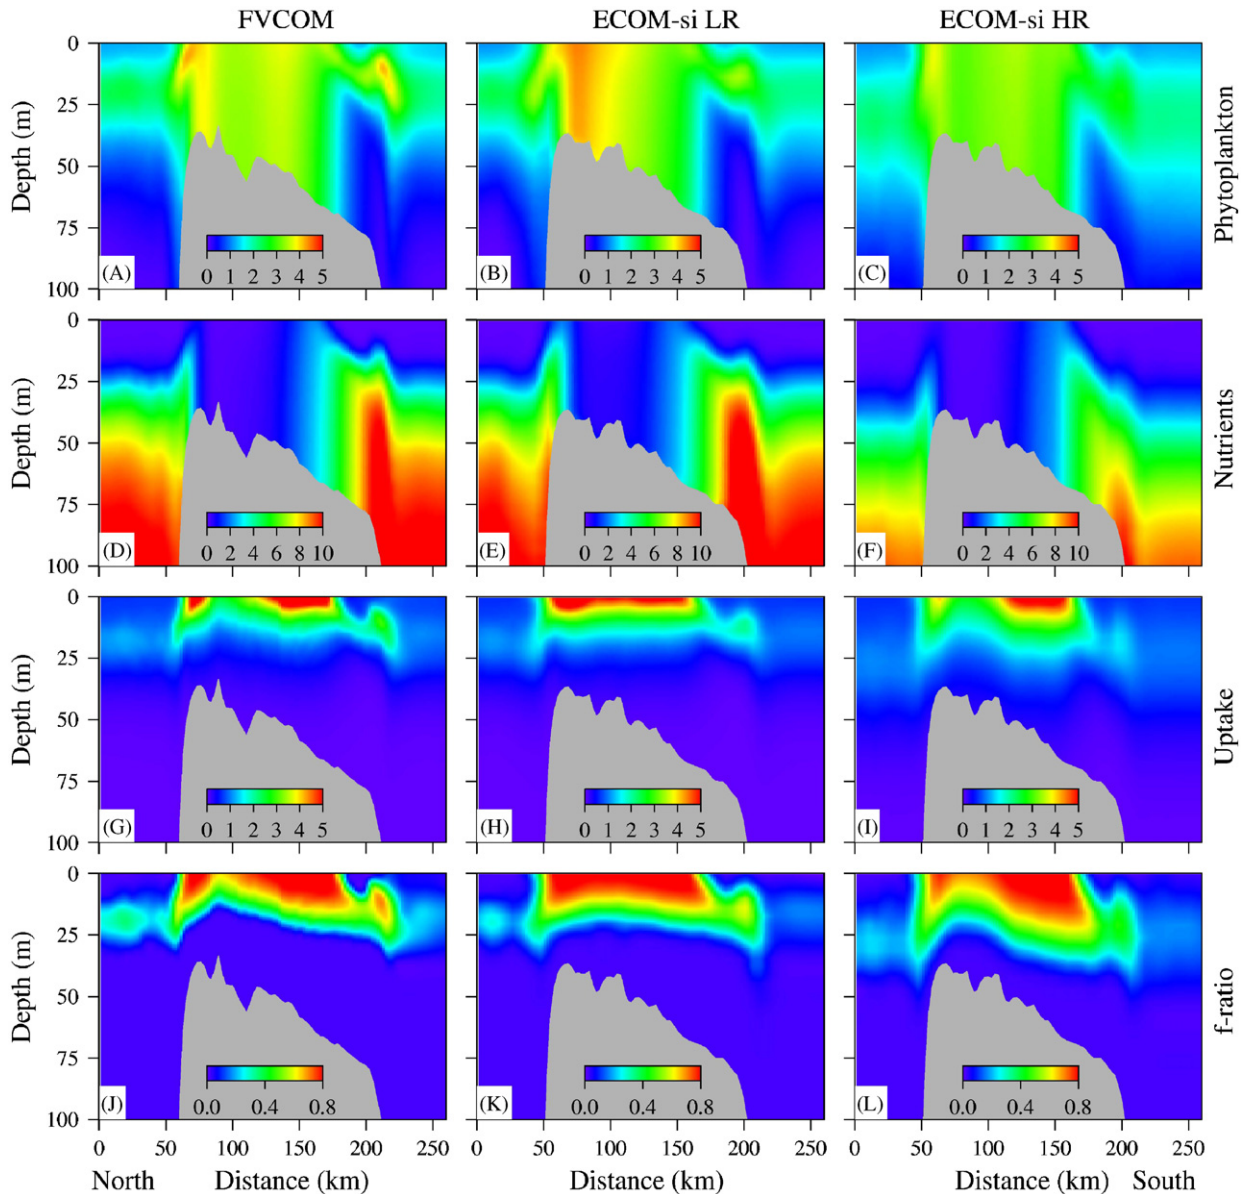 FVCOM ECOM-si LR ECOM-si HR
0 25 50 75 100
Depth (m)
(A) 0 1 2 3 4 5
(B) 0 1 2 3 4 5
(C) 0 1 2 3 4 5
Phytoplankton
0 25 50 75 100
Depth (m)
(D) 0 2 4 6 8 10
(E) 0 2 4 6 8 10
(F) 0 2 4 6 8 10
Nutrients
0 25 50 75 100
Depth (m)
(G) 0 1 2 3 4 5
(H) 0 1 2 3 4 5
(I) 0 1 2 3 4 5
Uptake
0 25 50 75 100
Depth (m)
(J) 0.0 0.4 0.8
(K) 0.0 0.4 0.8
(L) 0.0 0.4 0.8
f-ratio
0 50 100 150 200 250 0 50 100 150 200 250 0 50 100 150 200 250
North Distance (km) Distance (km) Distance (km) South